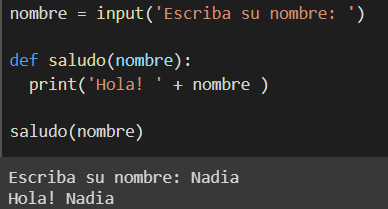 nombre = input('Escriba su nombre: ')
def saludo(nombre):
  print('Hola! ' + nombre )
saludo(nombre)
Escriba su nombre: Nadia
Hola! Nadia